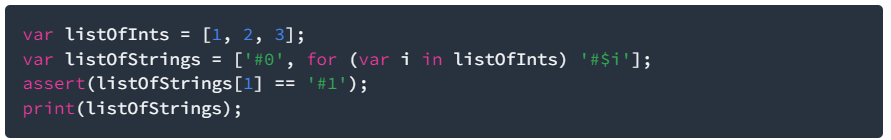 var listOfInts = [1, 2, 3];
var listOfStrings = ['#0', for (var i in listOfInts) '#$i'];
assert(listOfStrings[1] == '#1');
print(listOfStrings);